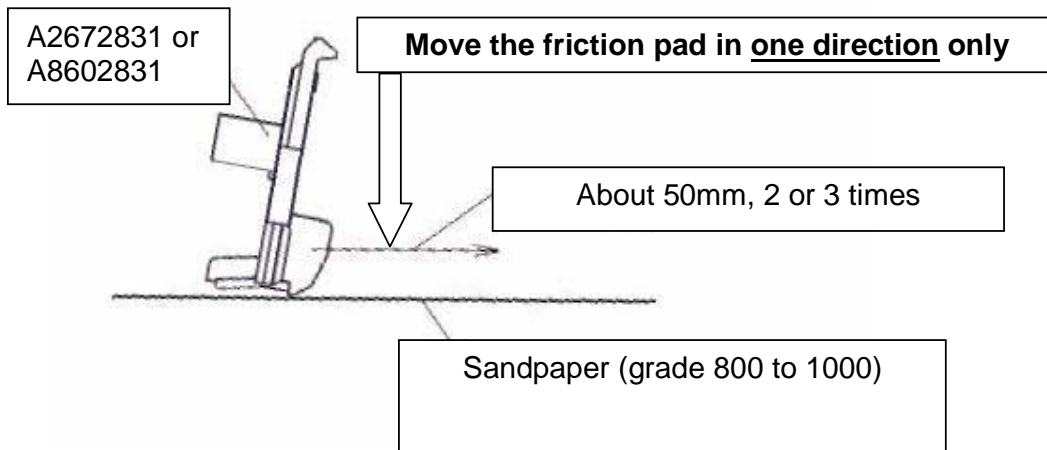 A2672831 or
A8602831
Move the friction pad in one direction only
About 50mm, 2 or 3 times
Sandpaper (grade 800 to 1000)